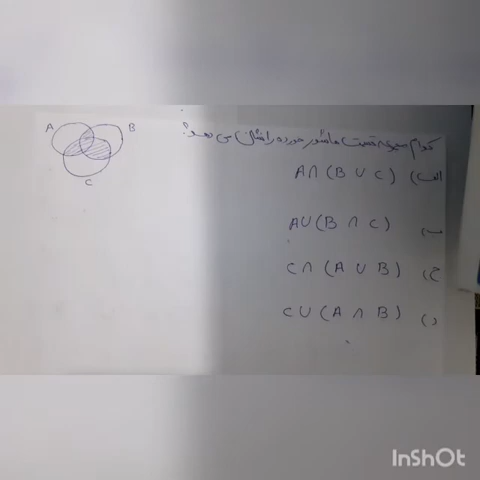 کدام مجموعه قسمت هاشور خورده را نشان می دهد؟
A
B
C
الف) A∩(B ∪ C)
ب) A∪(B ∩ C)
ج) C∩(A ∪ B)
د) C∪(A ∩ B)
InShOt